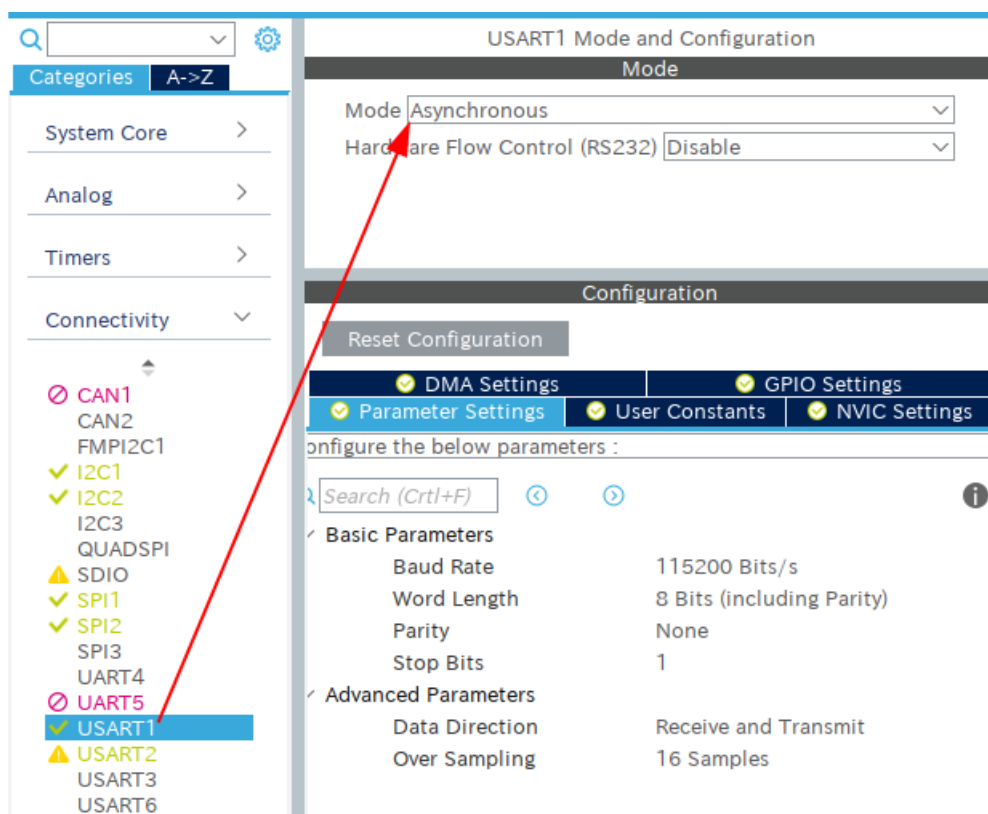 USART1 Mode and Configuration
Categories A->Z
Mode
System Core
Mode Asynchronous
Hardware Flow Control (RS232) Disable
Analog
Timers
Connectivity
Configuration
Reset Configuration
DMA Settings GPIO Settings
Parameter Settings User Constants NVIC Settings
onfigure the below parameters :
Search (Crtl+F)
Basic Parameters
Baud Rate 115200 Bits/s
Word Length 8 Bits (including Parity)
Parity None
Stop Bits 1
Advanced Parameters
Data Direction Receive and Transmit
Over Sampling 16 Samples
CAN1
CAN2
FMPI2C1
I2C1
I2C2
I2C3
QUADSPI
SDIO
SPI1
SPI2
SPI3
UART4
UART5
USART1
USART2
USART3
USART6